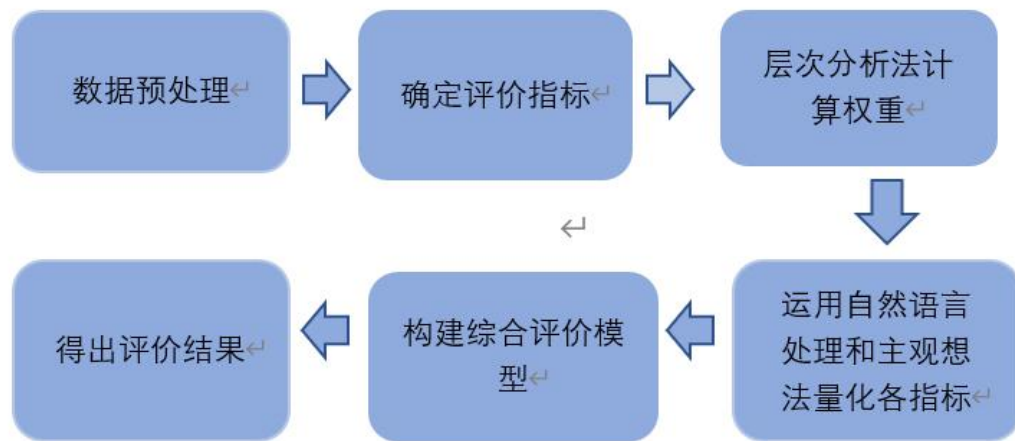 数据预处理
确定评价指标
层次分析法计
算权重
运用自然语言
处理和主观想
法量化各指标
构建综合评价模
型
得出评价结果